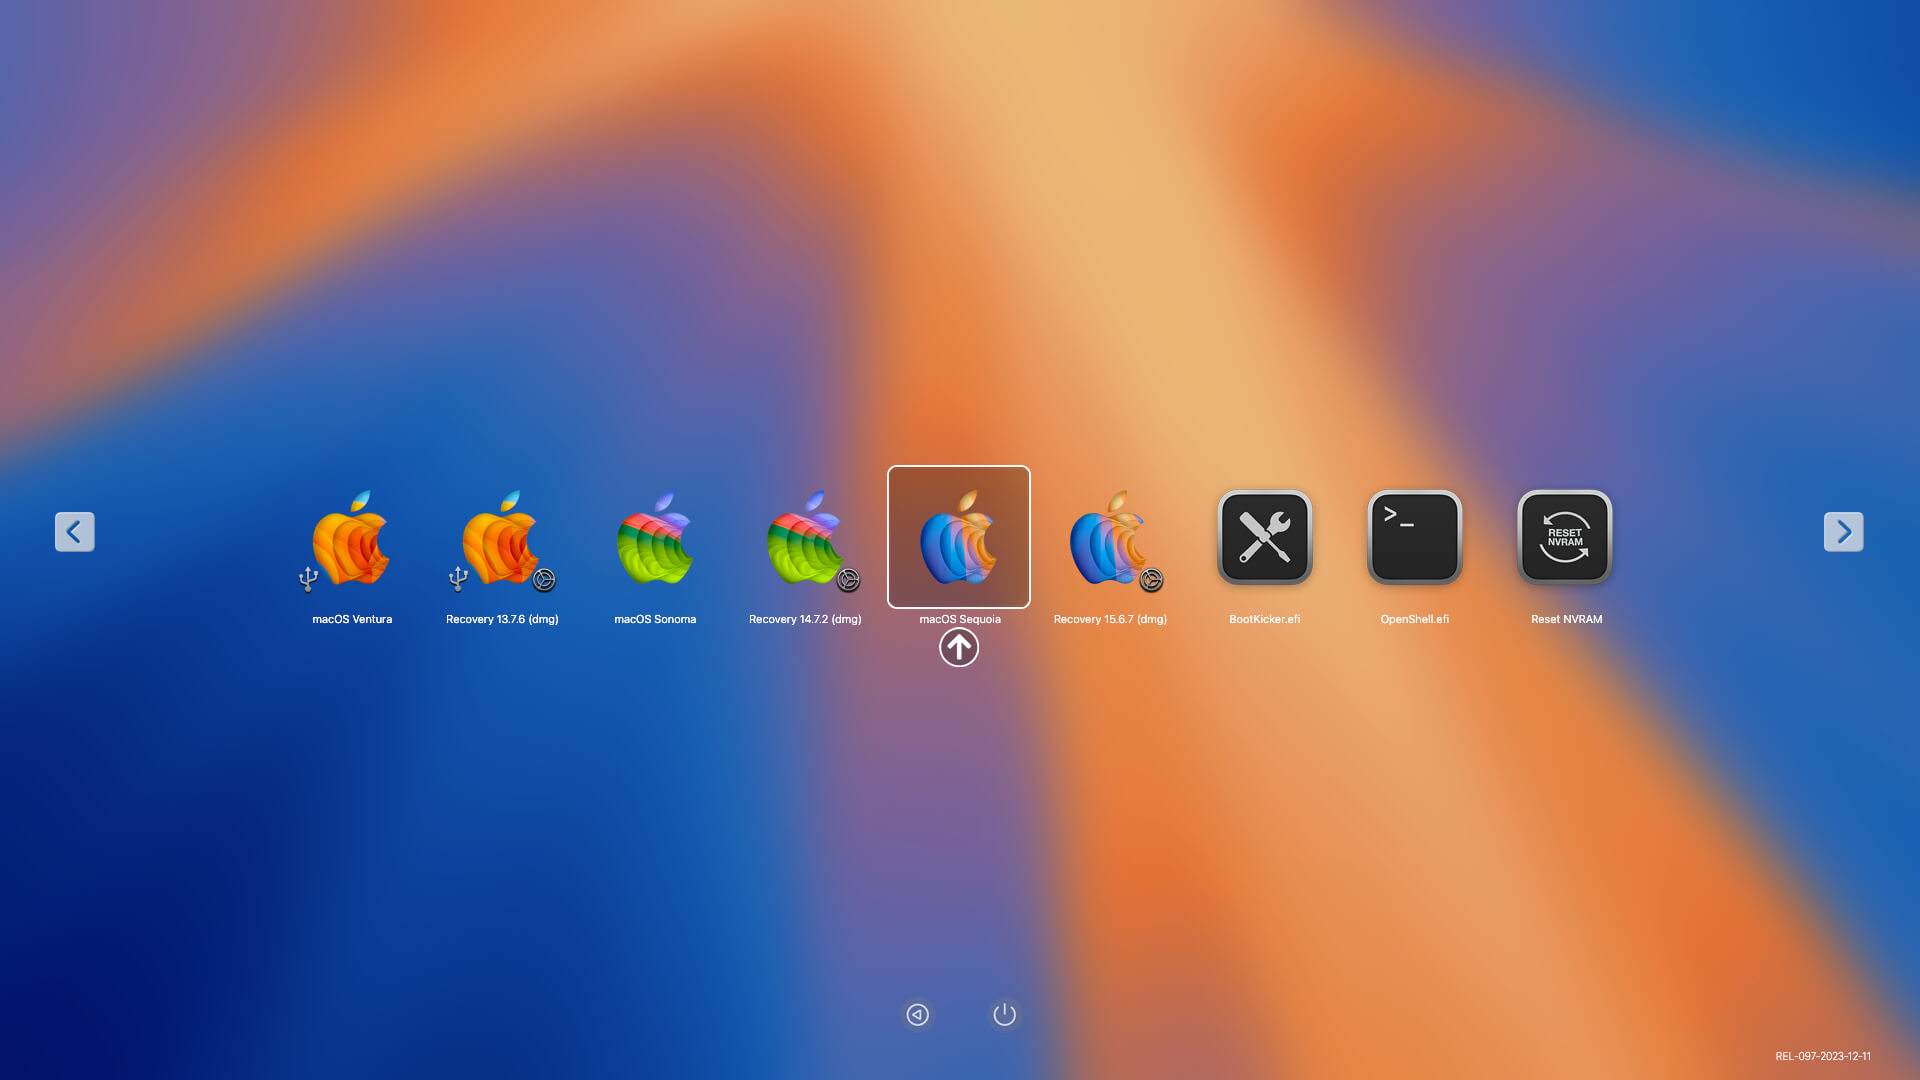 >_
RESET
NVRAM
macOS Ventura
Recovery 13.7.6 (dmg)
macOS Sonoma
Recovery 14.7.2 (dmg)
macOS Sequoia
Recovery 15.6.7 (dmg)
BootKicker.efi
OpenShell.efi
Reset NVRAM
REL-097-2023-12-11